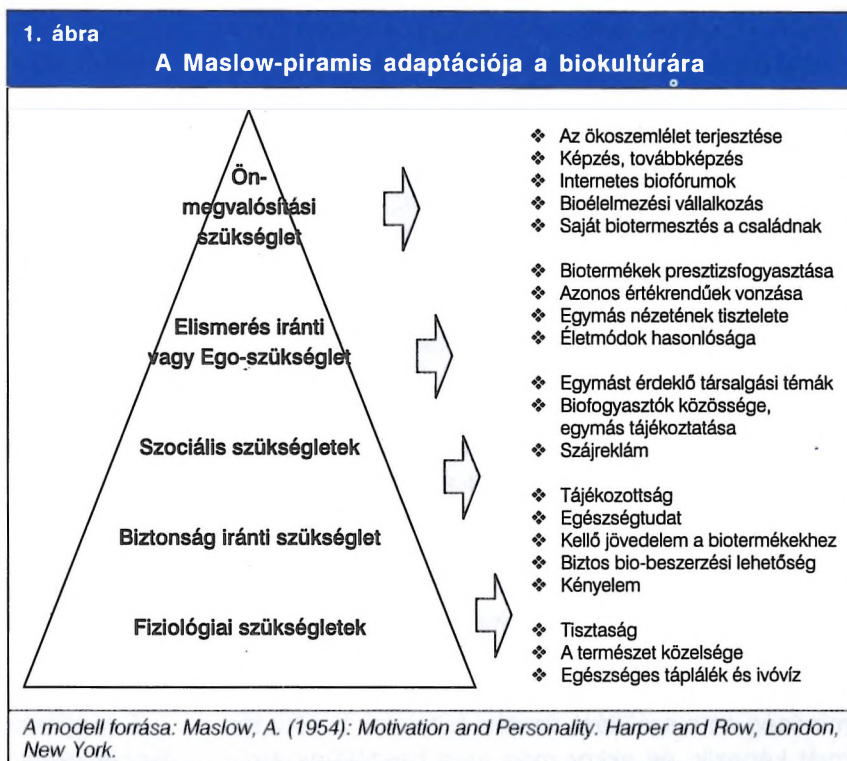 1. ábra
A Maslow-piramis adaptációja a biokultúrára
Ön-
megvalósítási
szükséglet
Elismerés iránti
vagy Ego-szükséglet
Szociális szükségletek
Biztonság iránti szükséglet
Fiziológiai szükségletek
❖ Az ökoszemlélet terjesztése
❖ Képzés, továbbképzés
❖ Internetes biofórumok
❖ Bioélelmezési vállalkozás
❖ Saját biotermesztés a családnak
❖ Biotermékek presztizsfogyasztása
❖ Azonos értékrendűek vonzása
❖ Egymás nézetének tisztelete
❖ Életmódok hasonlósága
❖ Egymást érdeklő társalgási témák
❖ Biofogyasztók közössége,
egymás tájékoztatása
❖ Szájreklám
❖ Tájékozottság
❖ Egészségtudat
❖ Kellő jövedelem a biotermékekhez
❖ Biztos bio-beszerzési lehetőség
❖ Kényelem
❖ Tisztaság
❖ A természet közelsége
❖ Egészséges táplálék és ivóvíz
A modell forrása: Maslow, A. (1954): Motivation and Personality. Harper and Row, London,
New York.